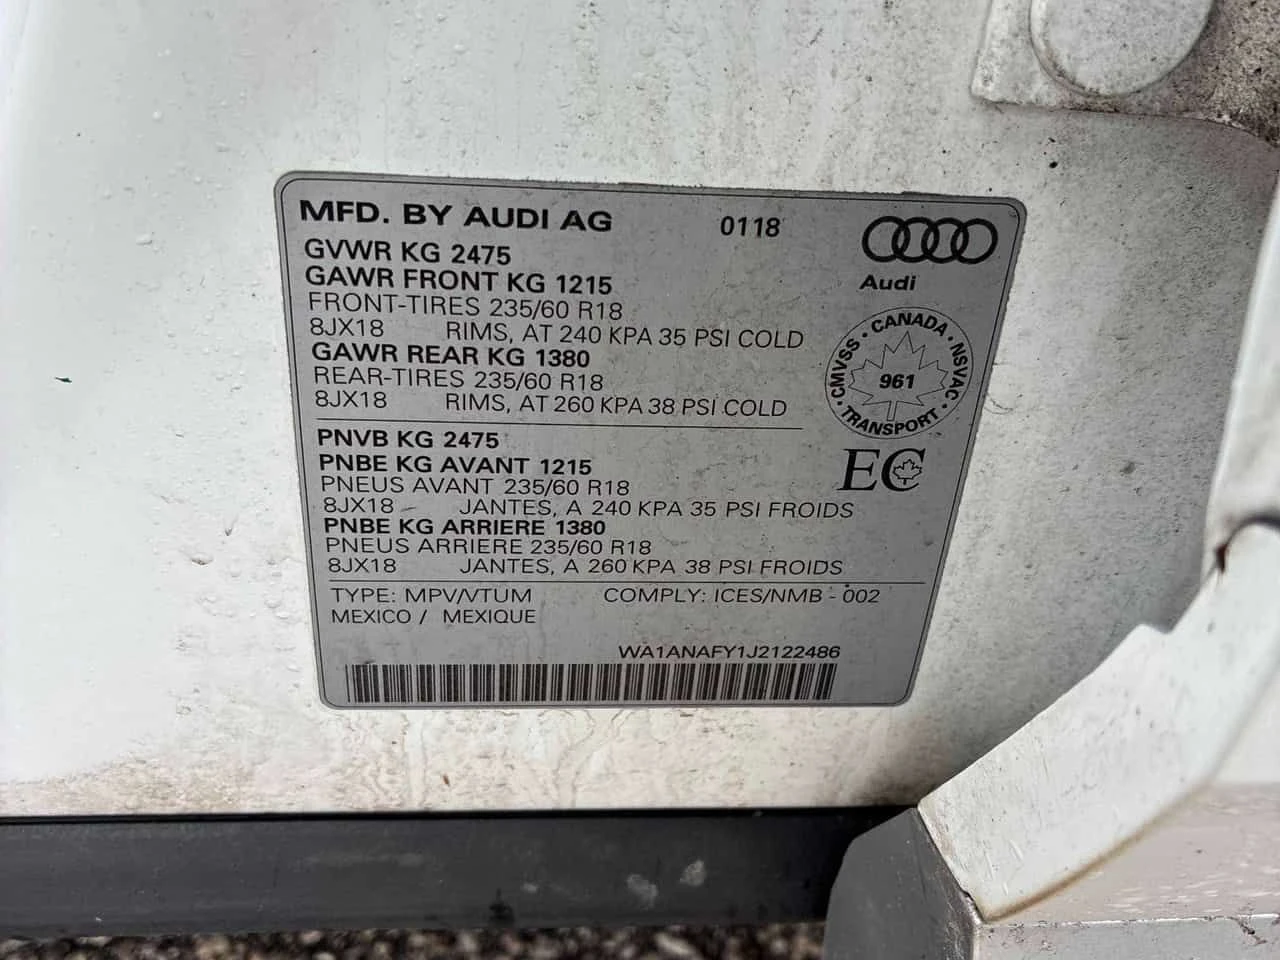 MFD. BY AUDI AG 0118
GVWR KG 2475
GAWR FRONT KG 1215
FRONT-TIRES 235/60 R18
8JX18 RIMS, AT 240 KPA 35 PSI COLD
GAWR REAR KG 1380
REAR-TIRES 235/60 R18
8JX18 RIMS, AT 260 KPA 38 PSI COLD
Audi
CMVSS · CANADA · NSVAC · TRANSPORT ·
961
PNVB KG 2475
PNBE KG AVANT 1215
PNEUS AVANT 235/60 R18
8JX18 JANTES, A 240 KPA 35 PSI FROIDS
PNBE KG ARRIERE 1380
PNEUS ARRIERE 235/60 R18
8JX18 JANTES, A 260 KPA 38 PSI FROIDS
EC
TYPE: MPV/VTUM COMPLY: ICES/NMB - 002
MEXICO / MEXIQUE
WA1ANAFY1J2122486